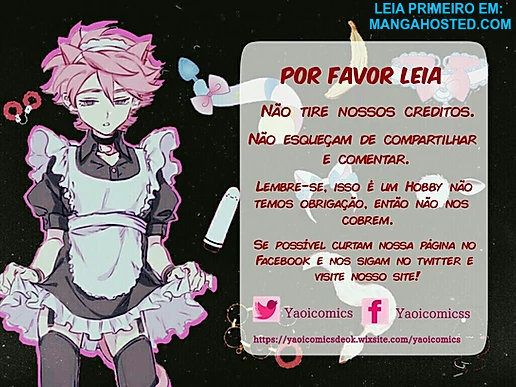 LEIA PRIMEIRO EM:
MANGAHOSTED.COM
POR FAVOR LEIA
NÃO TIRE NOSSOS CREDITOS.
NÃO ESQUEÇAM DE COMPARTILHAR
E COMENTAR.
LEMBRE-SE, ISSO É UM HOBBY NÃO
TEMOS OBRIGAÇÃO, ENTÃO NÃO NOS
COBREM.
SE POSSÍVEL CURTAM NOSSA PÁGINA NO
FACEBOOK E NOS SIGAM NO TWITTER E
VISITE NOSSO SITE!
Yaoicomics
Yaoicomicss
https://yaoicomicsdeok.wixsite.com/yaoicomics